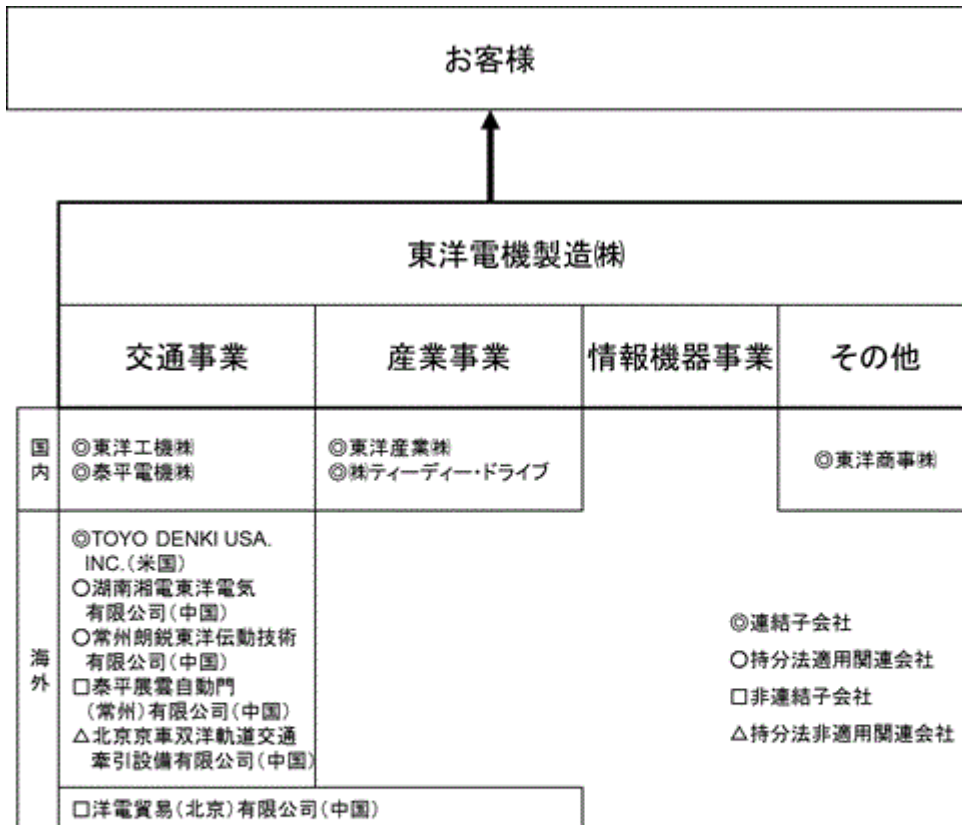 お客様
東洋電機製造㈱
交通事業
産業事業
情報機器事業
その他
国内
◎東洋工機㈱
◎泰平電機㈱
◎東洋産業㈱
◎㈱ティーディー・ドライブ
◎東洋商事㈱
海外
◎TOYO DENKI USA.
INC.(米国)
○湖南湘電東洋電気
有限公司(中国)
○常州朗鋭東洋伝動技術
有限公司(中国)
□泰平展雲自動門
(常州)有限公司(中国)
△北京京車双洋軌道交通
牽引設備有限公司(中国)
□洋電貿易(北京)有限公司(中国)
◎連結子会社
○持分法適用関連会社
□非連結子会社
△持分法非適用関連会社